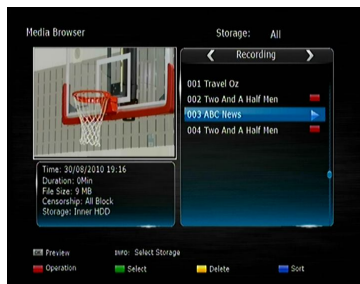 Media Browser
Storage: All
Recording
001 Travel Oz
002 Two And A Half Men
003 ABC News
004 Two And A Half Men
Time: 30/08/2010 19:16
Duration: 0Min
File Size: 9 MB
Censorship: All Block
Storage: Inner HDD
OK Preview
INFO: Select Storage
Operation
Select
Delete
Sort